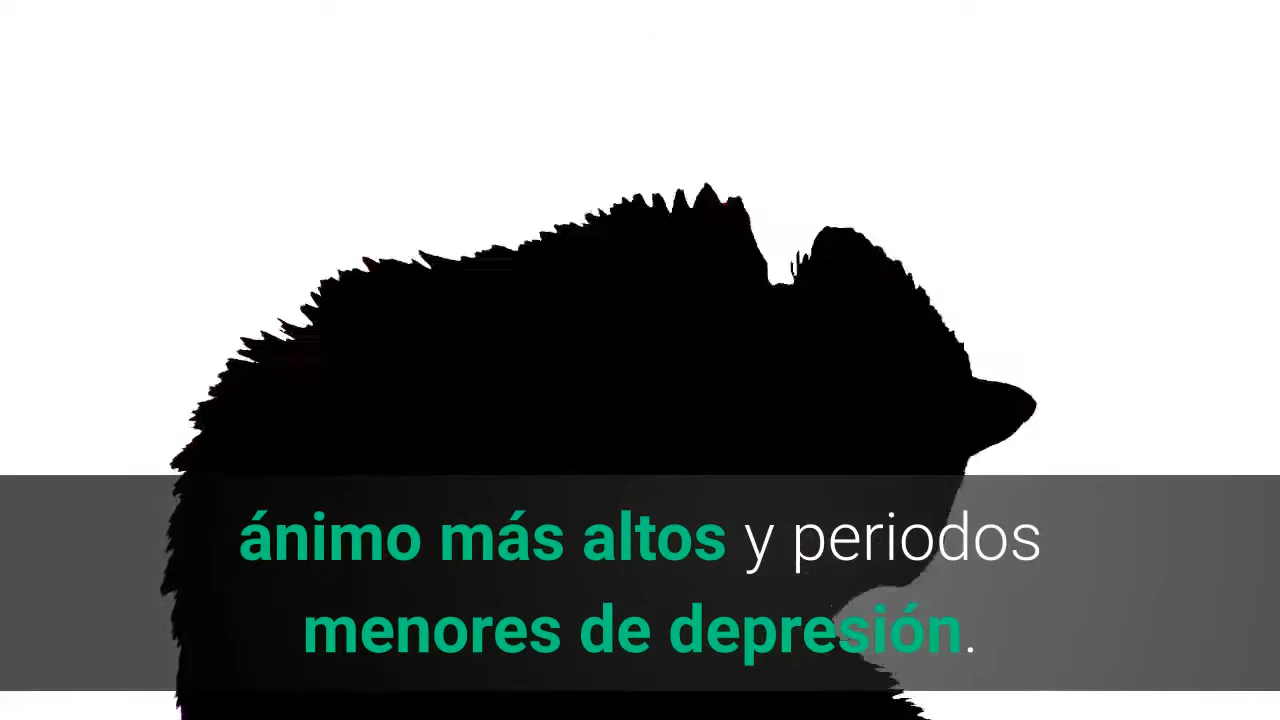 ánimo más altos y periodos
menores de depresión.